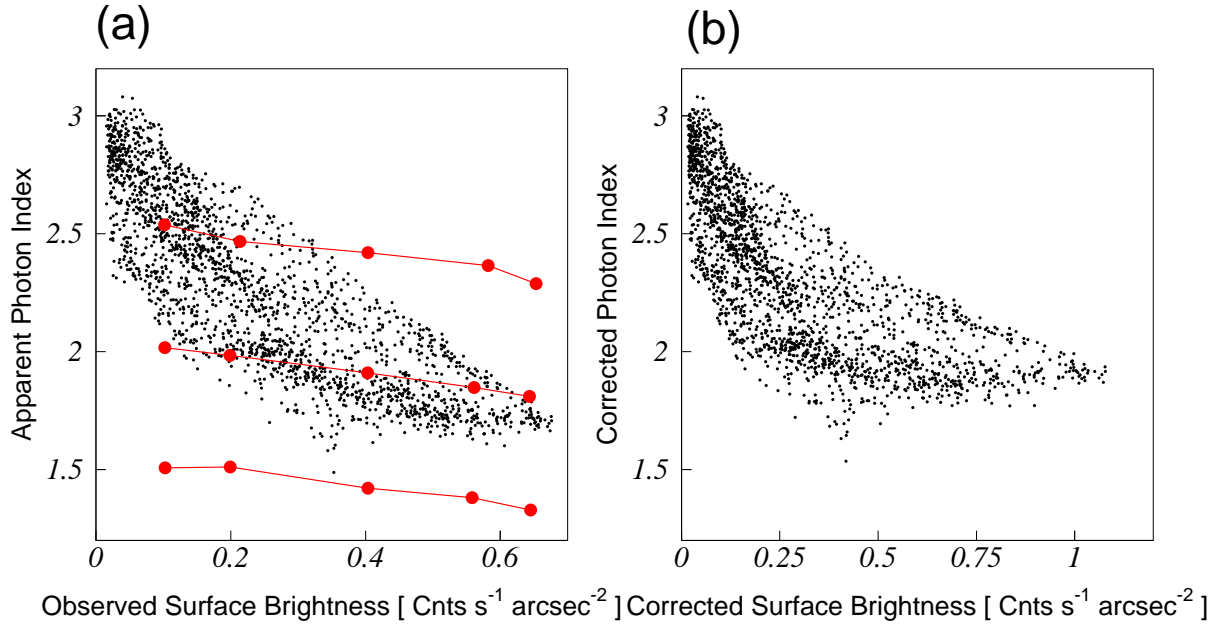 (a)
Apparent Photon Index
3
2.5
2
1.5
0
0.2
0.4
0.6
Observed Surface Brightness [ Cnts s⁻¹ arcsec⁻² ]
(b)
Corrected Photon Index
3
2.5
2
1.5
0
0.25
0.5
0.75
1
Corrected Surface Brightness [ Cnts s⁻¹ arcsec⁻² ]